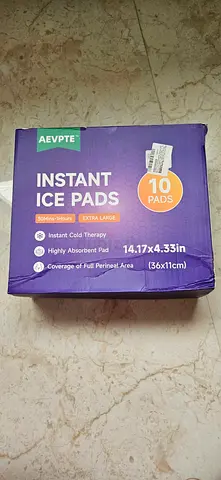 AEVPTE
INSTANT
ICE PADS
10
PADS
EXTRA LARGE
Instant Cold Therapy
Highly Absorbent Pad
14.17x4.33in
Coverage of Full Perineal Area
(36x11cm)